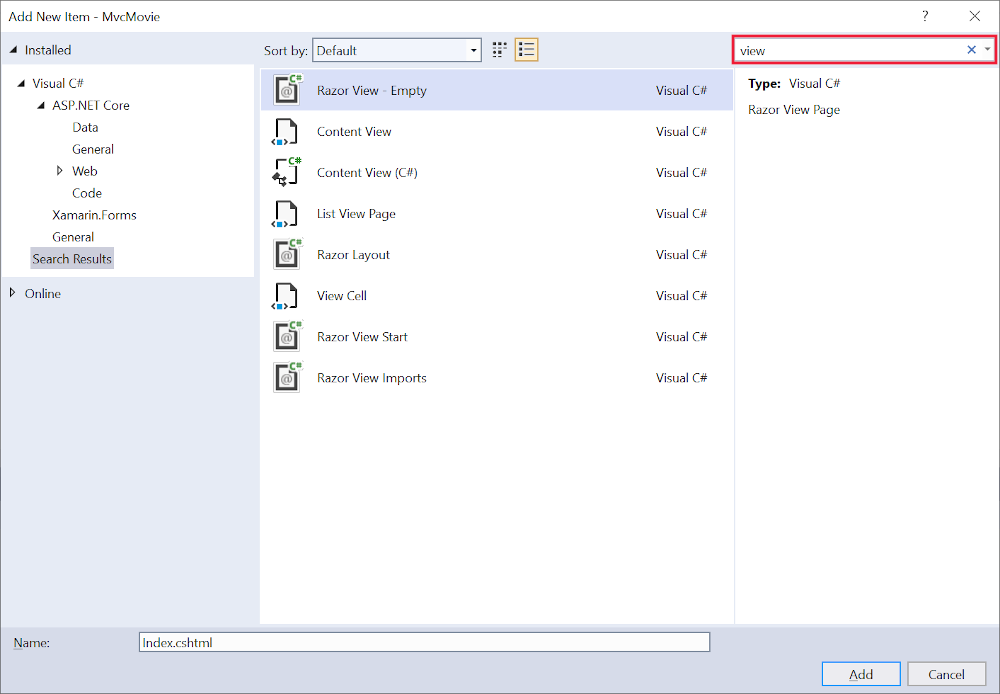 Add New Item - MvcMovie ?
Installed
Sort by: Default
view
Visual C#
ASP.NET Core
Data
General
Web
Code
Xamarin.Forms
General
Search Results
Online
Razor View - Empty Visual C#
Content View Visual C#
Content View (C#) Visual C#
List View Page Visual C#
Razor Layout Visual C#
View Cell Visual C#
Razor View Start Visual C#
Razor View Imports Visual C#
Type: Visual C#
Razor View Page
Name: Index.cshtml
Add Cancel